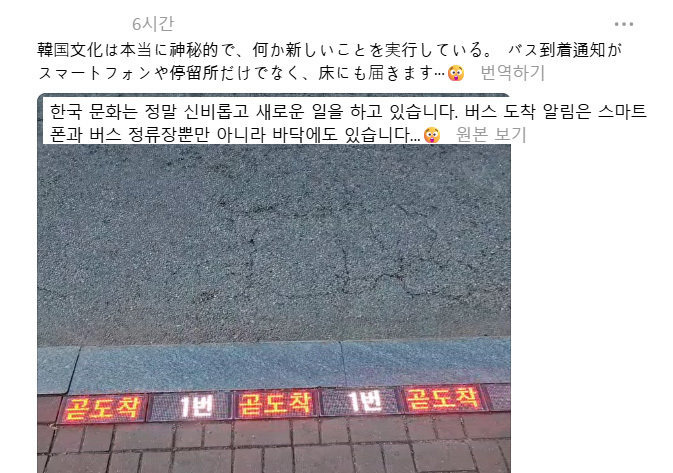 6시간
韓国文化は本当に神秘的で、何か新しいことを実行している。 バス到着通知が
スマートフォンや停留所だけでなく、床にも届きます… 번역하기
한국 문화는 정말 신비롭고 새로운 일을 하고 있습니다. 버스 도착 알림은 스마트
폰과 버스 정류장뿐만 아니라 바닥에도 있습니다... 원본 보기
곧도착 1번 곧도착 1번 곧도착